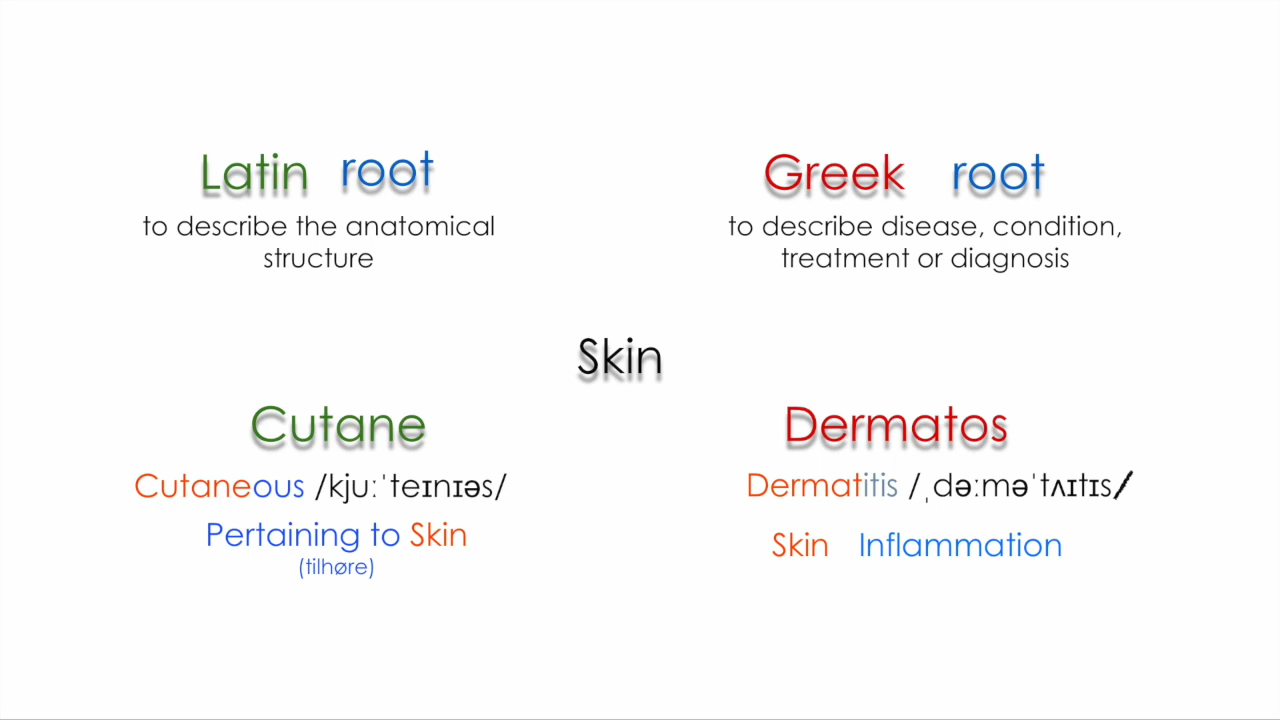 Latin root
to describe the anatomical
structure
Greek root
to describe disease, condition,
treatment or diagnosis
Skin
Cutane
Cutaneous /kjuːˈteɪnɪəs/
Pertaining to Skin
(tilhøre)
Dermatos
Dermatitis /ˌdəːməˈtʌɪtɪs/
Skin Inflammation